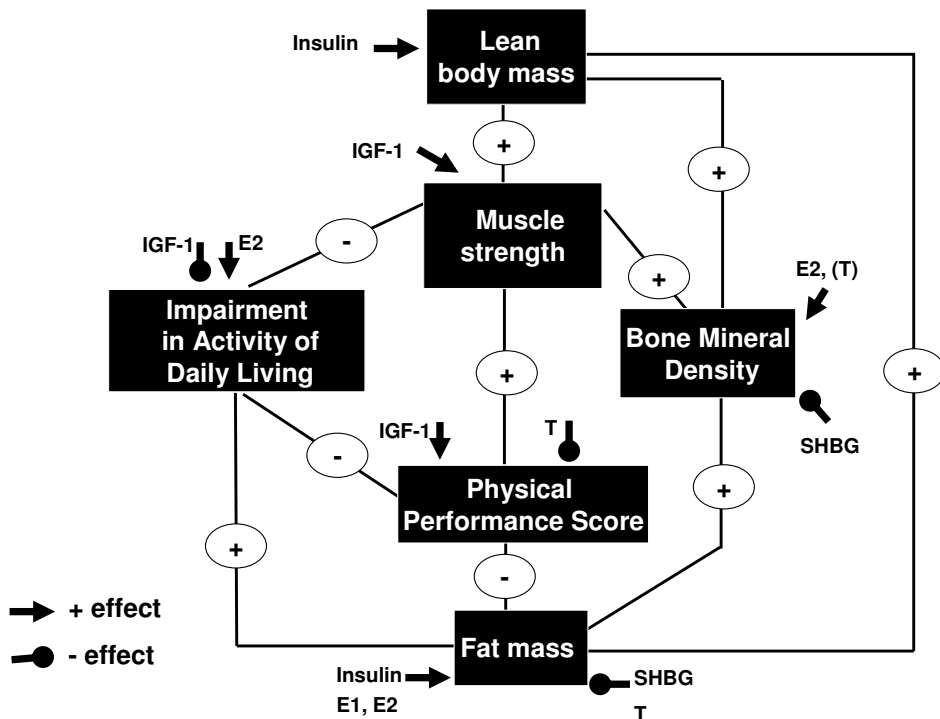 Insulin
Lean
body mass
+
+
IGF-1
Muscle
strength
-
IGF-1
E2
+
E2, (T)
Impairment
in Activity of
Daily Living
Bone Mineral
Density
+
+
IGF-1
T
SHBG
-
Physical
Performance Score
+
+
-
+ effect
- effect
Fat mass
Insulin
E1, E2
SHBG
T